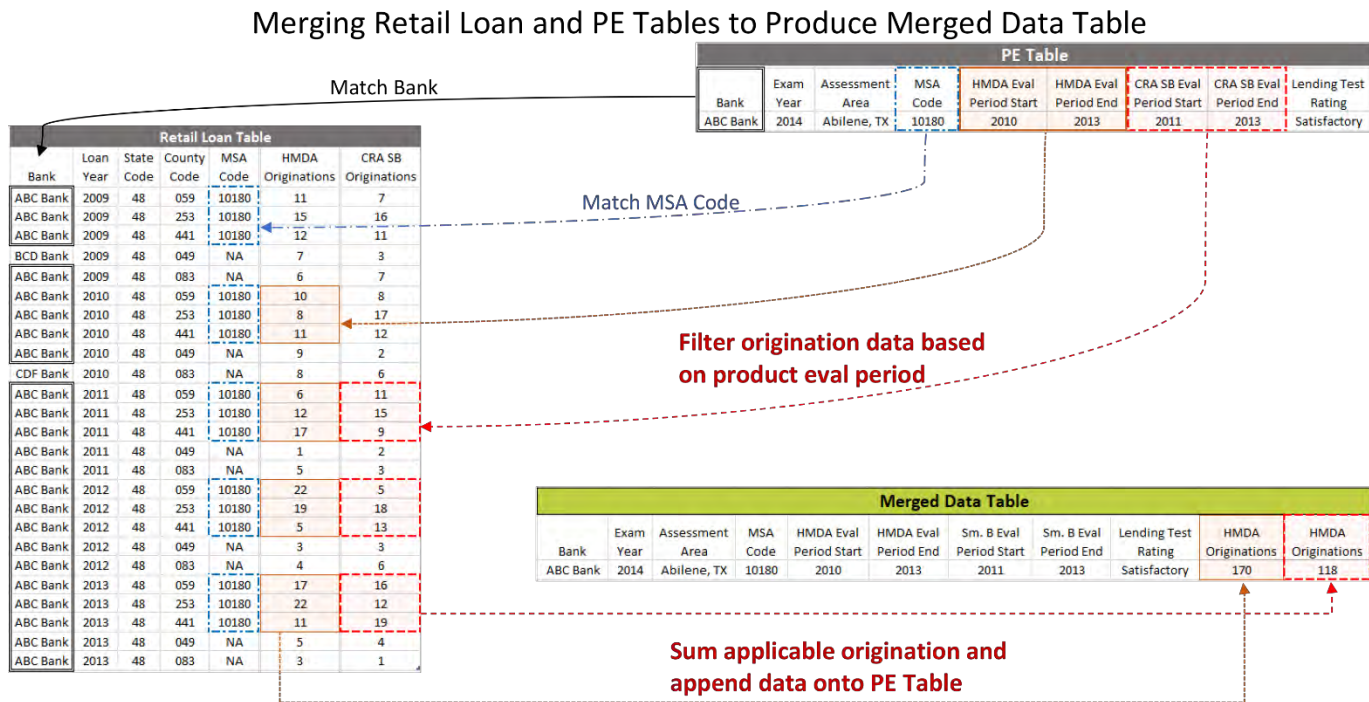 Merging Retail Loan and PE Tables to Produce Merged Data Table
PE Table
Bank Exam Year Assessment Area MSA Code HMDA Eval Period Start HMDA Eval Period End CRA SB Eval Period Start CRA SB Eval Period End Lending Test Rating
ABC Bank 2014 Abilene, TX 10180 2010 2013 2011 2013 Satisfactory
Match Bank
Retail Loan Table
Bank Loan Year State Code County Code MSA Code HMDA Originations CRA SB Originations
ABC Bank 2009 48 059 10180 11 7
ABC Bank 2009 48 253 10180 15 16
ABC Bank 2009 48 441 10180 12 11
BCD Bank 2009 48 049 NA 7 3
ABC Bank 2009 48 083 NA 6 7
ABC Bank 2010 48 059 10180 10 8
ABC Bank 2010 48 253 10180 8 17
ABC Bank 2010 48 441 10180 11 12
ABC Bank 2010 48 049 NA 9 2
CDF Bank 2010 48 083 NA 8 6
ABC Bank 2011 48 059 10180 6 11
ABC Bank 2011 48 253 10180 12 15
ABC Bank 2011 48 441 10180 17 9
ABC Bank 2011 48 049 NA 1 2
ABC Bank 2011 48 083 NA 5 3
ABC Bank 2012 48 059 10180 22 5
ABC Bank 2012 48 253 10180 19 18
ABC Bank 2012 48 441 10180 5 13
ABC Bank 2012 48 049 NA 3 3
ABC Bank 2012 48 083 NA 4 6
ABC Bank 2013 48 059 10180 17 16
ABC Bank 2013 48 253 10180 22 12
ABC Bank 2013 48 441 10180 11 19
ABC Bank 2013 48 049 NA 5 4
ABC Bank 2013 48 083 NA 3 1
Match MSA Code
Filter origination data based
on product eval period
Merged Data Table
Bank Exam Year Assessment Area MSA Code HMDA Eval Period Start HMDA Eval Period End Sm. B Eval Period Start Sm. B Eval Period End Lending Test Rating HMDA Originations HMDA Originations
ABC Bank 2014 Abilene, TX 10180 2010 2013 2011 2013 Satisfactory 170 118
Sum applicable origination and
append data onto PE Table